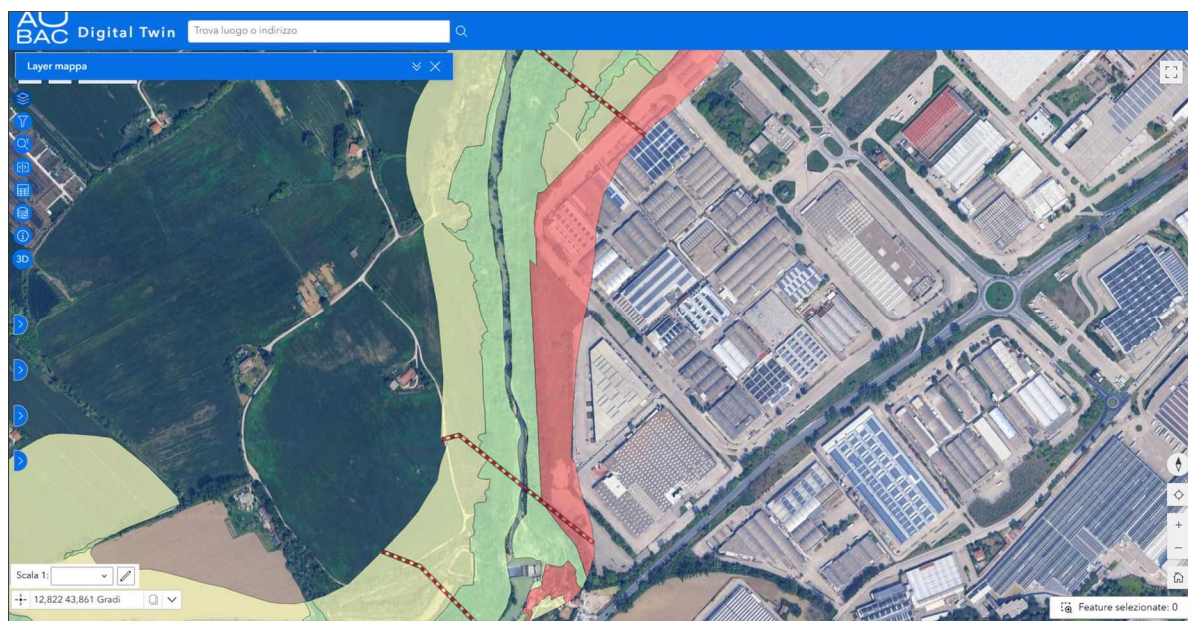 AU
BAC Digital Twin
Trova luogo o indirizzo
Layer mappa
3D
Scala 1:
12,822 43,861 Gradi
Feature selezionate: 0